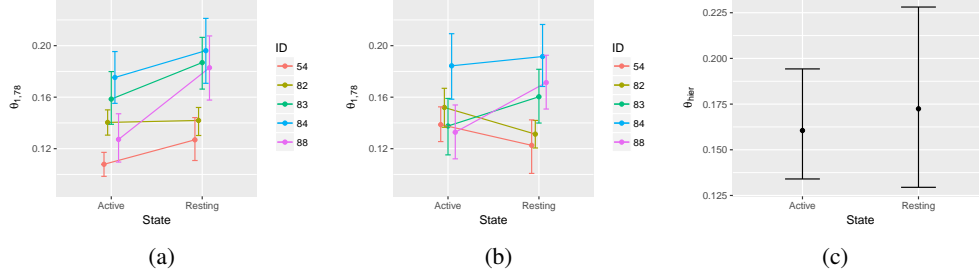 0.20
0.16
0.12
θ1,78
Active
Resting
State
ID
54
82
83
84
88
(a)
0.20
0.16
0.12
θ1,78
Active
Resting
State
ID
54
82
83
84
88
(b)
0.225
0.200
0.175
0.150
0.125
θhier
Active
Resting
State
(c)